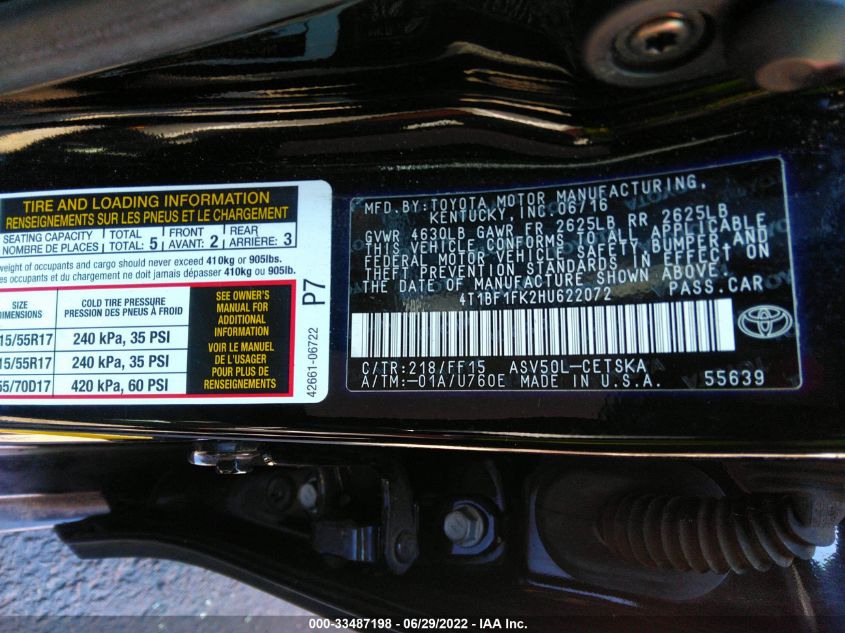 TIRE AND LOADING INFORMATION
RENSEIGNEMENTS SUR LES PNEUS ET LE CHARGEMENT
SEATING CAPACITY
NOMBRE DE PLACES
TOTAL
TOTAL: 5
FRONT
AVANT: 2
REAR
ARRIÈRE: 3
weight of occupants and cargo should never exceed 410kg or 905lbs.
occupants et du chargement ne doit jamais dépasser 410kg ou 905lb.
SIZE
DIMENSIONS
COLD TIRE PRESSURE
PRESSION DES PNEUS À FROID
15/55R17 240 kPa, 35 PSI
15/55R17 240 kPa, 35 PSI
55/70D17 420 kPa, 60 PSI
SEE OWNER'S
MANUAL FOR
ADDITIONAL
INFORMATION
VOIR LE MANUEL
DE L'USAGER
POUR PLUS DE
RENSEIGNEMENTS
P7
42661-06722
MFD.BY:TOYOTA MOTOR MANUFACTURING,
KENTUCKY, INC.06/16
GVWR 4630LB GAWR FR 2625LB RR 2625LB
THIS VEHICLE CONFORMS TO ALL APPLICABLE
FEDERAL MOTOR VEHICLE SAFETY, BUMPER, AND
THEFT PREVENTION STANDARDS IN EFFECT ON
THE DATE OF MANUFACTURE SHOWN ABOVE.
4T1BF1FK2HU622072 PASS.CAR
C/TR:218/FF15 ASV50L-CETSKA
A/TM:-01A/U760E MADE IN U.S.A. 55639
000-33487198 - 06/29/2022 - IAA Inc.